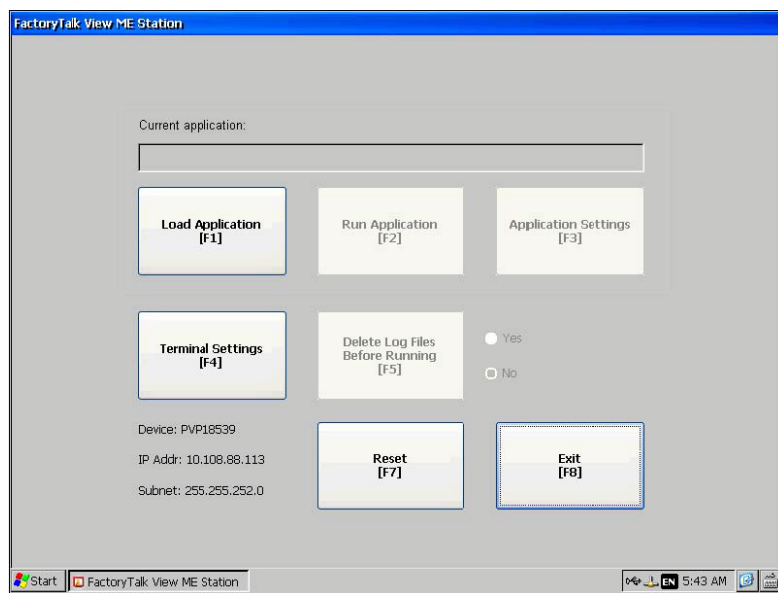 FactoryTalk View ME Station
Current application:
Load Application
[F1]
Run Application
[F2]
Application Settings
[F3]
Terminal Settings
[F4]
Delete Log Files
Before Running
[F5]
Yes
No
Device: PVP18539
IP Addr: 10.108.88.113
Subnet: 255.255.252.0
Reset
[F7]
Exit
[F8]
Start
FactoryTalk View ME Station
EN
5:43 AM